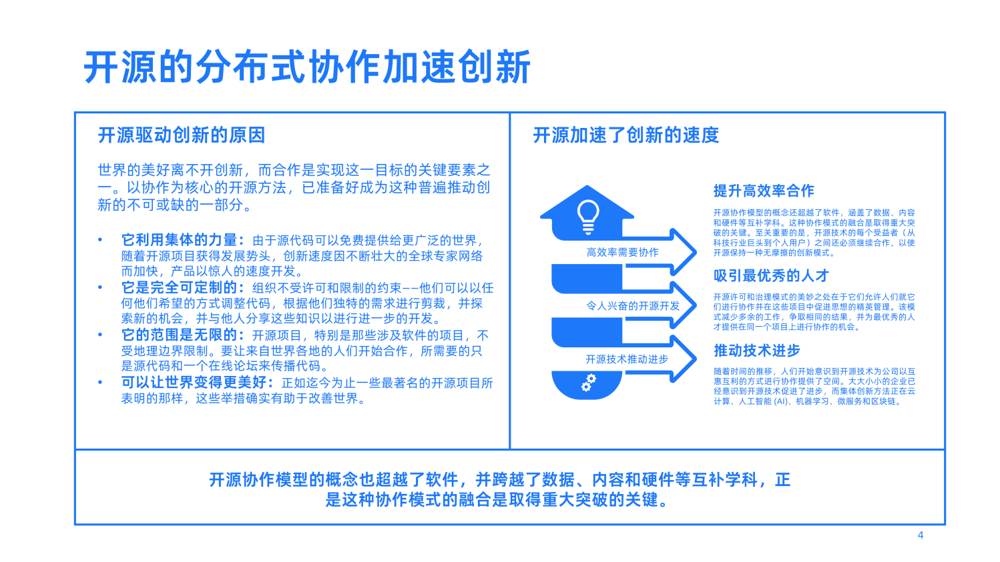 开源的分布式协作加速创新
开源驱动创新的原因
世界的美好离不开创新，而合作是实现这一目标的关键要素之
一。以协作为核心的开源方法，已准备好成为这种普遍推动创
新的不可或缺的一部分。
• 它利用集体的力量：由于源代码可以免费提供给更广泛的世界，
随着开源项目获得发展势头，创新速度因不断壮大的全球专家网络
而加快，产品以惊人的速度开发。
• 它是完全可定制的：组织不受许可和限制的约束——他们可以以任
何他们希望的方式调整代码，根据他们独特的需求进行剪裁，并探
索新的机会，并与他人分享这些知识以进行进一步的开发。
• 它的范围是无限的：开源项目，特别是那些涉及软件的项目，不
受地理边界限制。要让来自世界各地的人们开始合作，所需要的只
是源代码和一个在线论坛来传播代码。
• 可以让世界变得更美好：正如迄今为止一些最著名的开源项目所
表明的那样，这些举措确实有助于改善世界。
开源加速了创新的速度
高效率需要协作
令人兴奋的开源开发
开源技术推动进步
提升高效率合作
开源协作模型的概念还超越了软件，涵盖了数据、内容
和硬件等互补学科。这种协作模式的融合是取得重大突
破的关键。至关重要的是，开源技术的每个受益者（从
科技行业巨头到个人用户）之间还必须继续合作，以使
开源保持一种无摩擦的创新模式。
吸引最优秀的人才
开源许可和治理模式的美妙之处在于它们允许人们就它
们进行协作并在这些项目中促进思想的精英管理。该模
式减少多余的工作，争取相同的结果，并为最优秀的人
才提供在同一个项目上进行协作的机会。
推动技术进步
随着时间的推移，人们开始意识到开源技术为公司以互
惠互利的方式进行协作提供了空间。大大小小的企业已
经意识到开源技术促进了进步，而集体创新方法正在云
计算、人工智能 (AI)、机器学习、微服务和区块链。
开源协作模型的概念也超越了软件，并跨越了数据、内容和硬件等互补学科，正
是这种协作模式的融合是取得重大突破的关键。
4